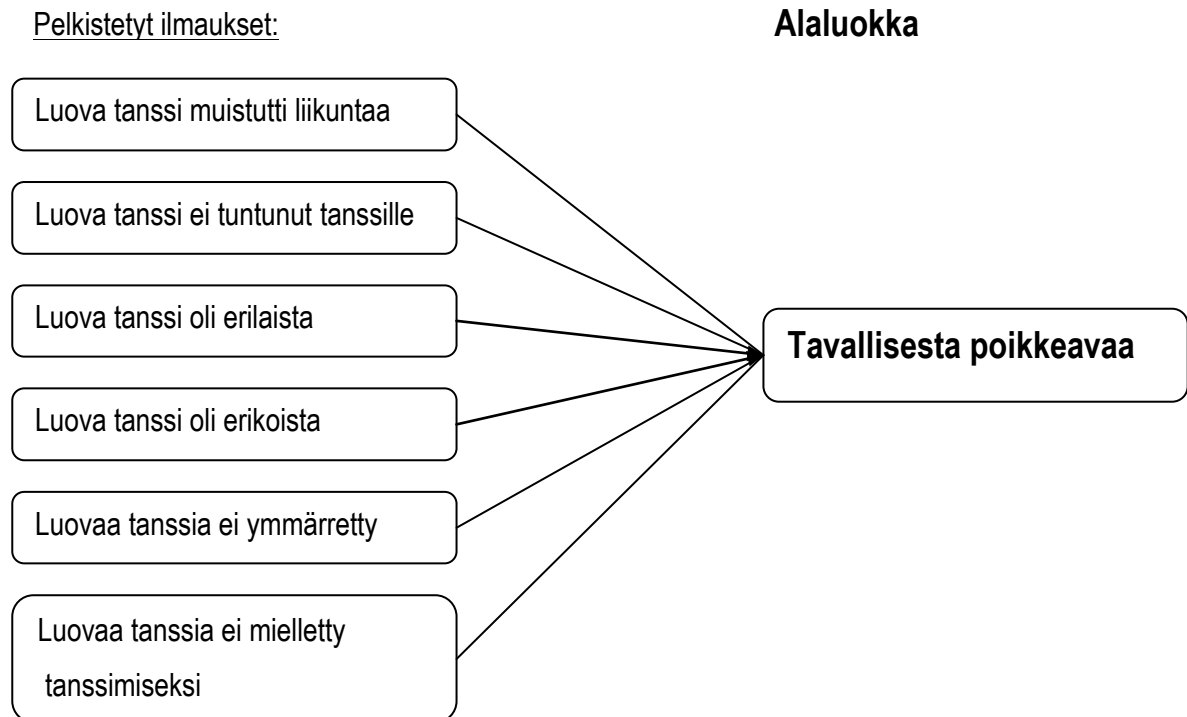 Pelkistetyt ilmaukset:
Alaluokka
Luova tanssi muistutti liikuntaa
Luova tanssi ei tuntunut tanssille
Luova tanssi oli erilaista
Luova tanssi oli erikoista
Luovaa tanssia ei ymmärretty
Luovaa tanssia ei mielletty
tanssimiseksi
Tavallisesta poikkeavaa